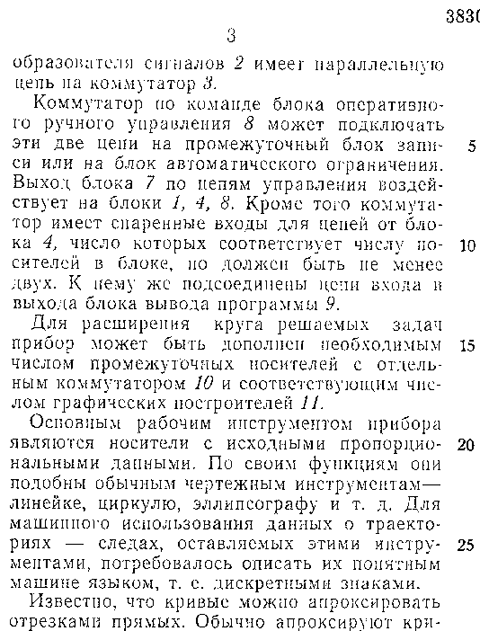 3830
3
образователя сигналов 2 имеет параллельную
цепь на коммутатор 3.
Коммутатор по команде блока оперативно-
го ручного управления 8 может подключать
эти две цепи на промежуточный блок запи- 5
си или на блок автоматического ограничения.
Выход блока 7 по цепям управления воздей-
ствует на блоки 1, 4, 8. Кроме того коммута-
тор имеет спаренные входы для цепей от бло-
ка 4, число которых соответствует числу но- 10
сителей в блоке, но должен быть не менее
двух. К нему же подсоединены цепи входа и
выхода блока вывода программы 9.
Для расширения круга решаемых задач
прибор может быть дополнен необходимым 15
числом промежуточных носителей с отдель-
ным коммутатором 10 и соответствующим чис-
лом графических построителей 11.
Основным рабочим инструментом прибора
являются носители с исходными пропорцио- 20
нальными данными. По своим функциям они
подобны обычным чертежным инструментам—
линейке, циркулю, эллипсографу и т. д. Для
машинного использования данных о траекто-
риях — следах, оставляемых этими инстру- 25
ментами, потребовалось описать их понятным
машине языком, т. е. дискретными знаками.
Известно, что кривые можно апроксировать
отрезками прямых. Обычно апроксируют кри-